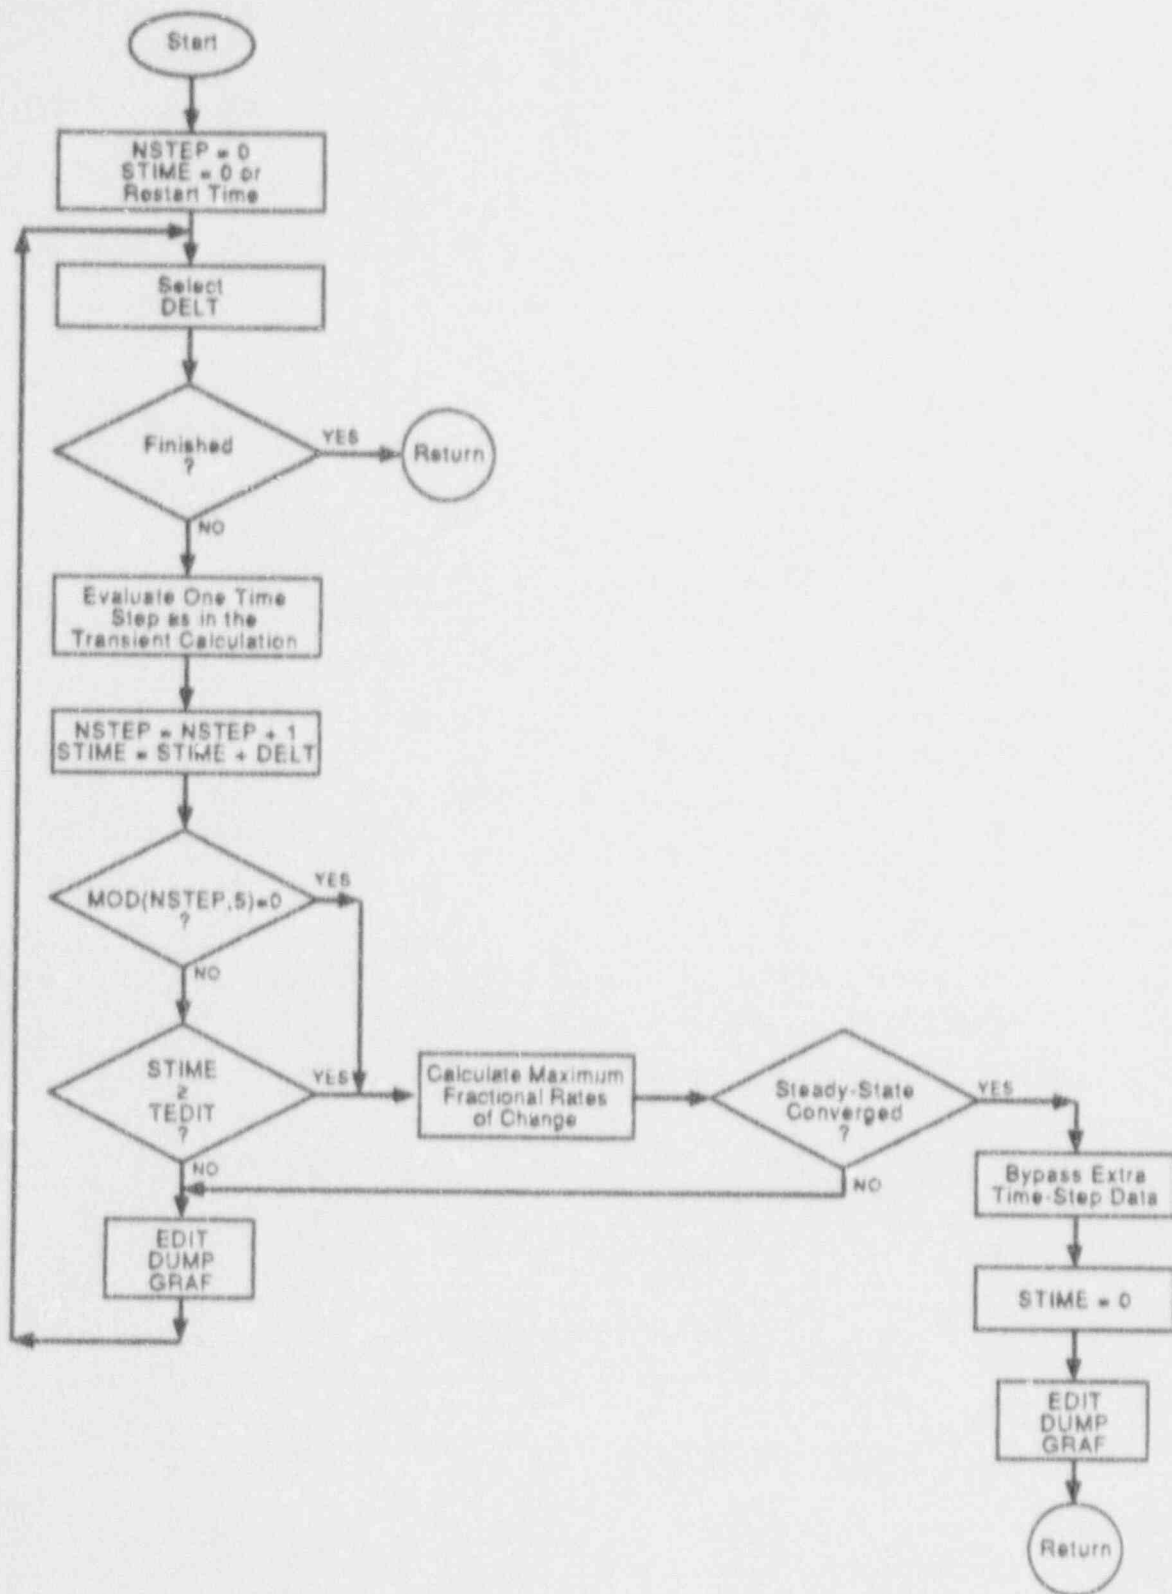 Start
NSTEP = 0
STIME = 0 or
Restart Time
Select
DELT
Finished
?
YES
Return
NO
Evaluate One Time
Step as in the
Transient Calculation
NSTEP = NSTEP + 1
STIME = STIME + DELT
MOD(NSTEP,5)=0
?
YES
NO
STIME
≥
TEDIT
?
YES
NO
Calculate Maximum
Fractional Rates
of Change
Steady-State
Converged
?
YES
NO
EDIT
DUMP
GRAF
Bypass Extra
Time-Step Data
STIME = 0
EDIT
DUMP
GRAF
Return